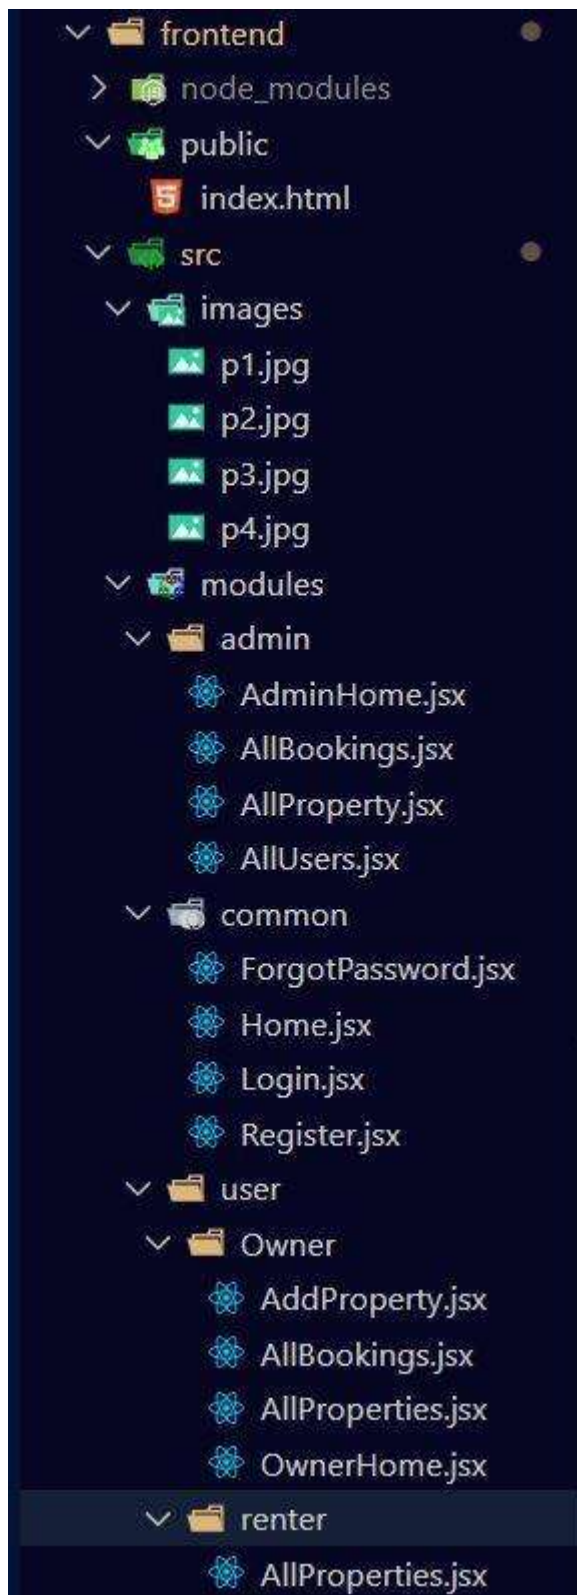 frontend
node_modules
public
index.html
src
images
p1.jpg
p2.jpg
p3.jpg
p4.jpg
modules
admin
AdminHome.jsx
AllBookings.jsx
AllProperty.jsx
AllUsers.jsx
common
ForgotPassword.jsx
Home.jsx
Login.jsx
Register.jsx
user
Owner
AddProperty.jsx
AllBookings.jsx
AllProperties.jsx
OwnerHome.jsx
renter
AllProperties.jsx